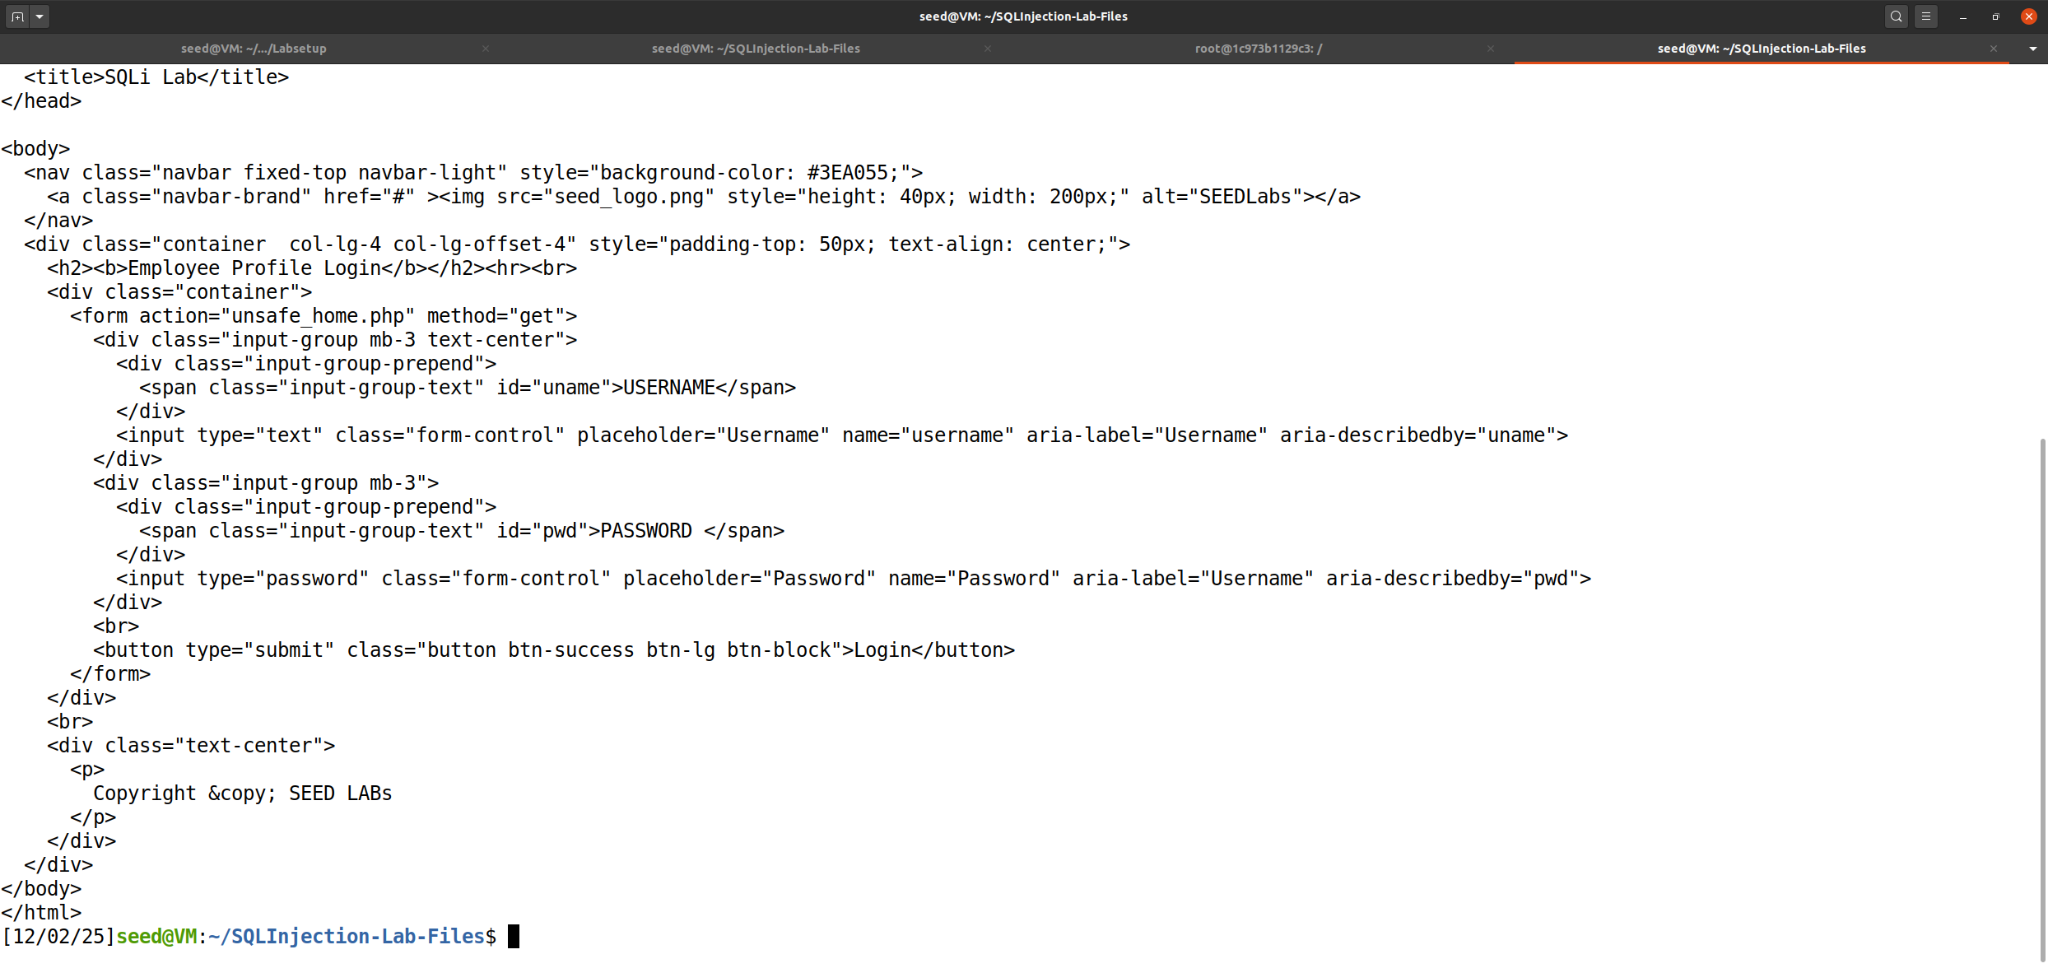 seed@VM: ~/SQLInjection-Lab-Files
seed@VM: ~/.../Labsetup
seed@VM: ~/SQLInjection-Lab-Files
root@1c973b1129c3: /
seed@VM: ~/SQLInjection-Lab-Files
  <title>SQLi Lab</title>
</head>

<body>
  <nav class="navbar fixed-top navbar-light" style="background-color: #3EA055;">
    <a class="navbar-brand" href="#" ><img src="seed_logo.png" style="height: 40px; width: 200px;" alt="SEEDLabs"></a>
  </nav>
  <div class="container  col-lg-4 col-lg-offset-4" style="padding-top: 50px; text-align: center;">
    <h2><b>Employee Profile Login</b></h2><hr><br>
    <div class="container">
      <form action="unsafe_home.php" method="get">
        <div class="input-group mb-3 text-center">
          <div class="input-group-prepend">
            <span class="input-group-text" id="uname">USERNAME</span>
          </div>
          <input type="text" class="form-control" placeholder="Username" name="username" aria-label="Username" aria-describedby="uname">
        </div>
        <div class="input-group mb-3">
          <div class="input-group-prepend">
            <span class="input-group-text" id="pwd">PASSWORD </span>
          </div>
          <input type="password" class="form-control" placeholder="Password" name="Password" aria-label="Username" aria-describedby="pwd">
        </div>
        <br>
        <button type="submit" class="button btn-success btn-lg btn-block">Login</button>
      </form>
    </div>
    <br>
    <div class="text-center">
      <p>
        Copyright &copy; SEED LABs
      </p>
    </div>
  </div>
</body>
</html>
[12/02/25]seed@VM:~/SQLInjection-Lab-Files$